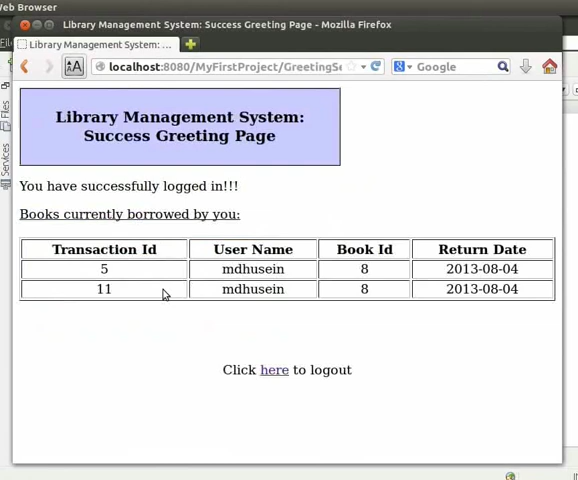 eb Browser
Library Management System: Success Greeting Page - Mozilla Firefox
Library Management System: ...
localhost:8080/MyFirstProject/GreetingSe
Google
Files
Services
Library Management System:
Success Greeting Page
You have successfully logged in!!!
Books currently borrowed by you:
Transaction Id User Name Book Id Return Date
5 mdhusein 8 2013-08-04
11 mdhusein 8 2013-08-04
Click here to logout